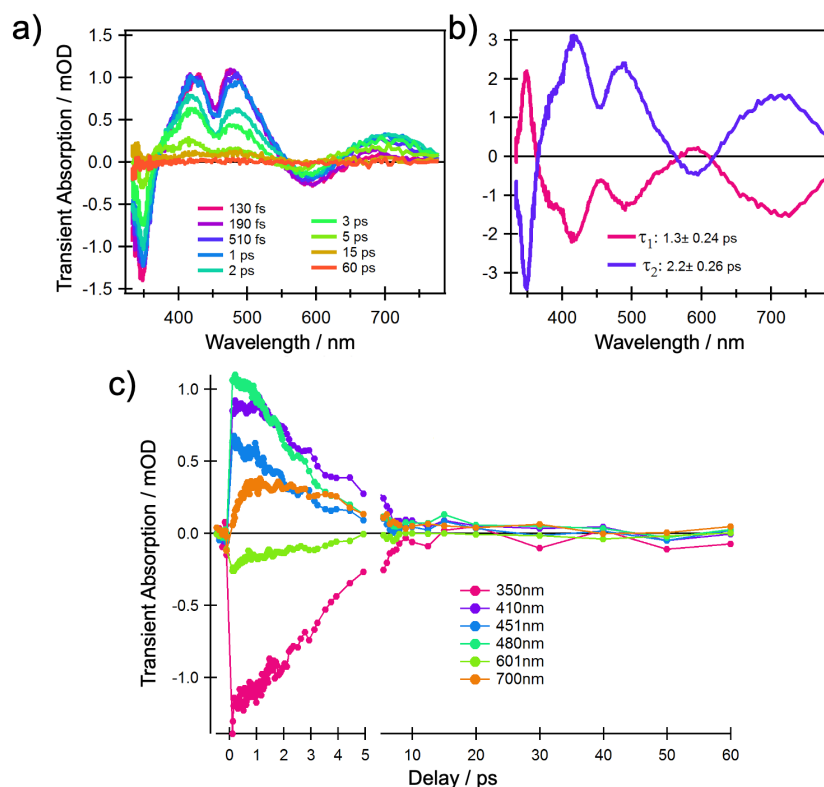 a)
Transient Absorption / mOD
1.0
0.5
0.0
-0.5
-1.0
-1.5
130 fs
190 fs
510 fs
1 ps
2 ps
3 ps
5 ps
15 ps
60 ps
400 500 600 700
Wavelength / nm
b)
3
2
1
0
-1
-2
-3
τ1: 1.3± 0.24 ps
τ2: 2.2± 0.26 ps
400 500 600 700
Wavelength / nm
c)
Transient Absorption / mOD
1.0
0.5
0.0
-0.5
-1.0
350nm
410nm
451nm
480nm
601nm
700nm
0 1 2 3 4 5 10 20 30 40 50 60
Delay / ps